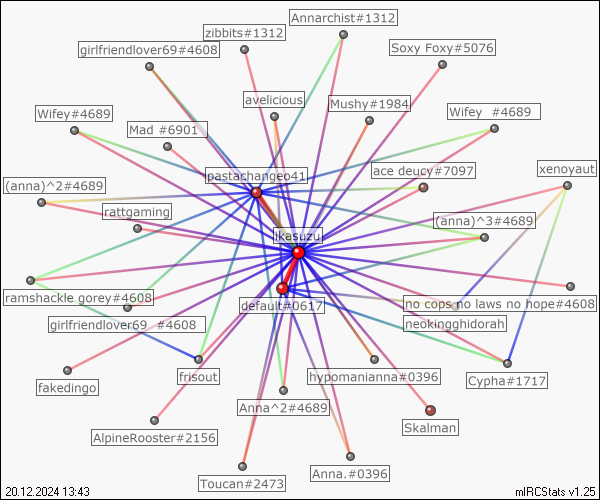 Annarchist#1312
zibbits#1312
girlfriendlover69#4608
Soxy Foxy#5076
avelicious
Mushy#1984
Wifey#4689
Wifey #4689
Mad #6901
pastachangeo41
ace deucy#7097
xenoyaut
(anna)^2#4689
rattgaming
(anna)^3#4689
ikasuzu
ramshackle gorey#4608
default#0617
no cops no laws no hope#4608
girlfriendlover69 #4608
neokingghidorah
fakedingo
frisout
hypomanianna#0396
Cypha#1717
Anna^2#4689
Skalman
AlpineRooster#2156
Toucan#2473
Anna.#0396
20.12.2024 13:43
mIRCStats v1.25